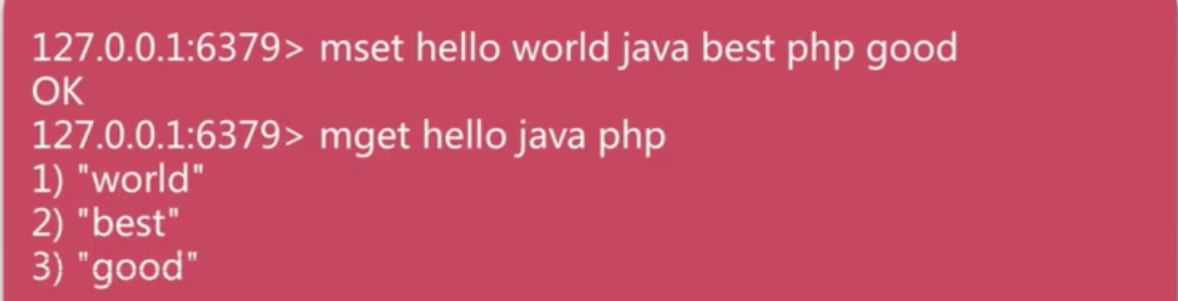 127.0.0.1:6379> mset hello world java best php good
OK
127.0.0.1:6379> mget hello java php
1) "world"
2) "best"
3) "good"